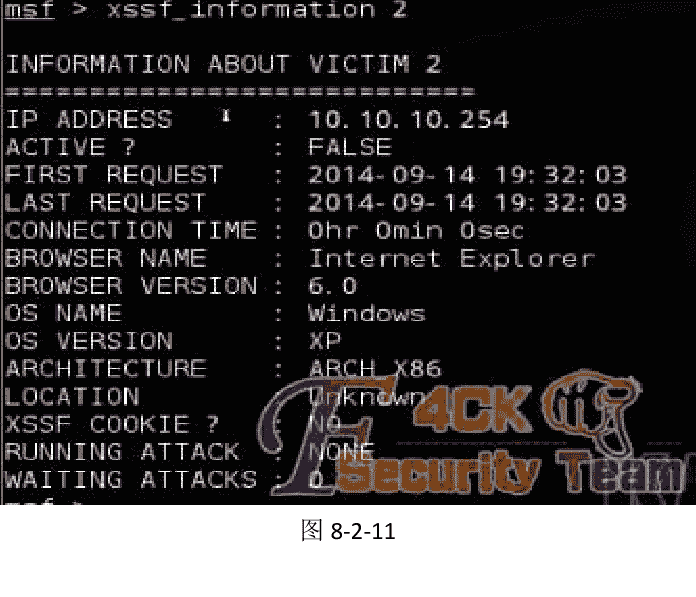 msf > xssf_information 2
INFORMATION ABOUT VICTIM 2
============================
IP ADDRESS : 10.10.10.254
ACTIVE ? : FALSE
FIRST REQUEST : 2014-09-14 19:32:03
LAST REQUEST : 2014-09-14 19:32:03
CONNECTION TIME : 0hr 0min 0sec
BROWSER NAME : Internet Explorer
BROWSER VERSION : 6.0
OS NAME : Windows
OS VERSION : XP
ARCHITECTURE : ARCH_X86
LOCATION : Unknown
XSSF COOKIE ? : NO
RUNNING ATTACK : NONE
WAITING ATTACKS : 0
F4CK
Security Team
msf >
图 8-2-11